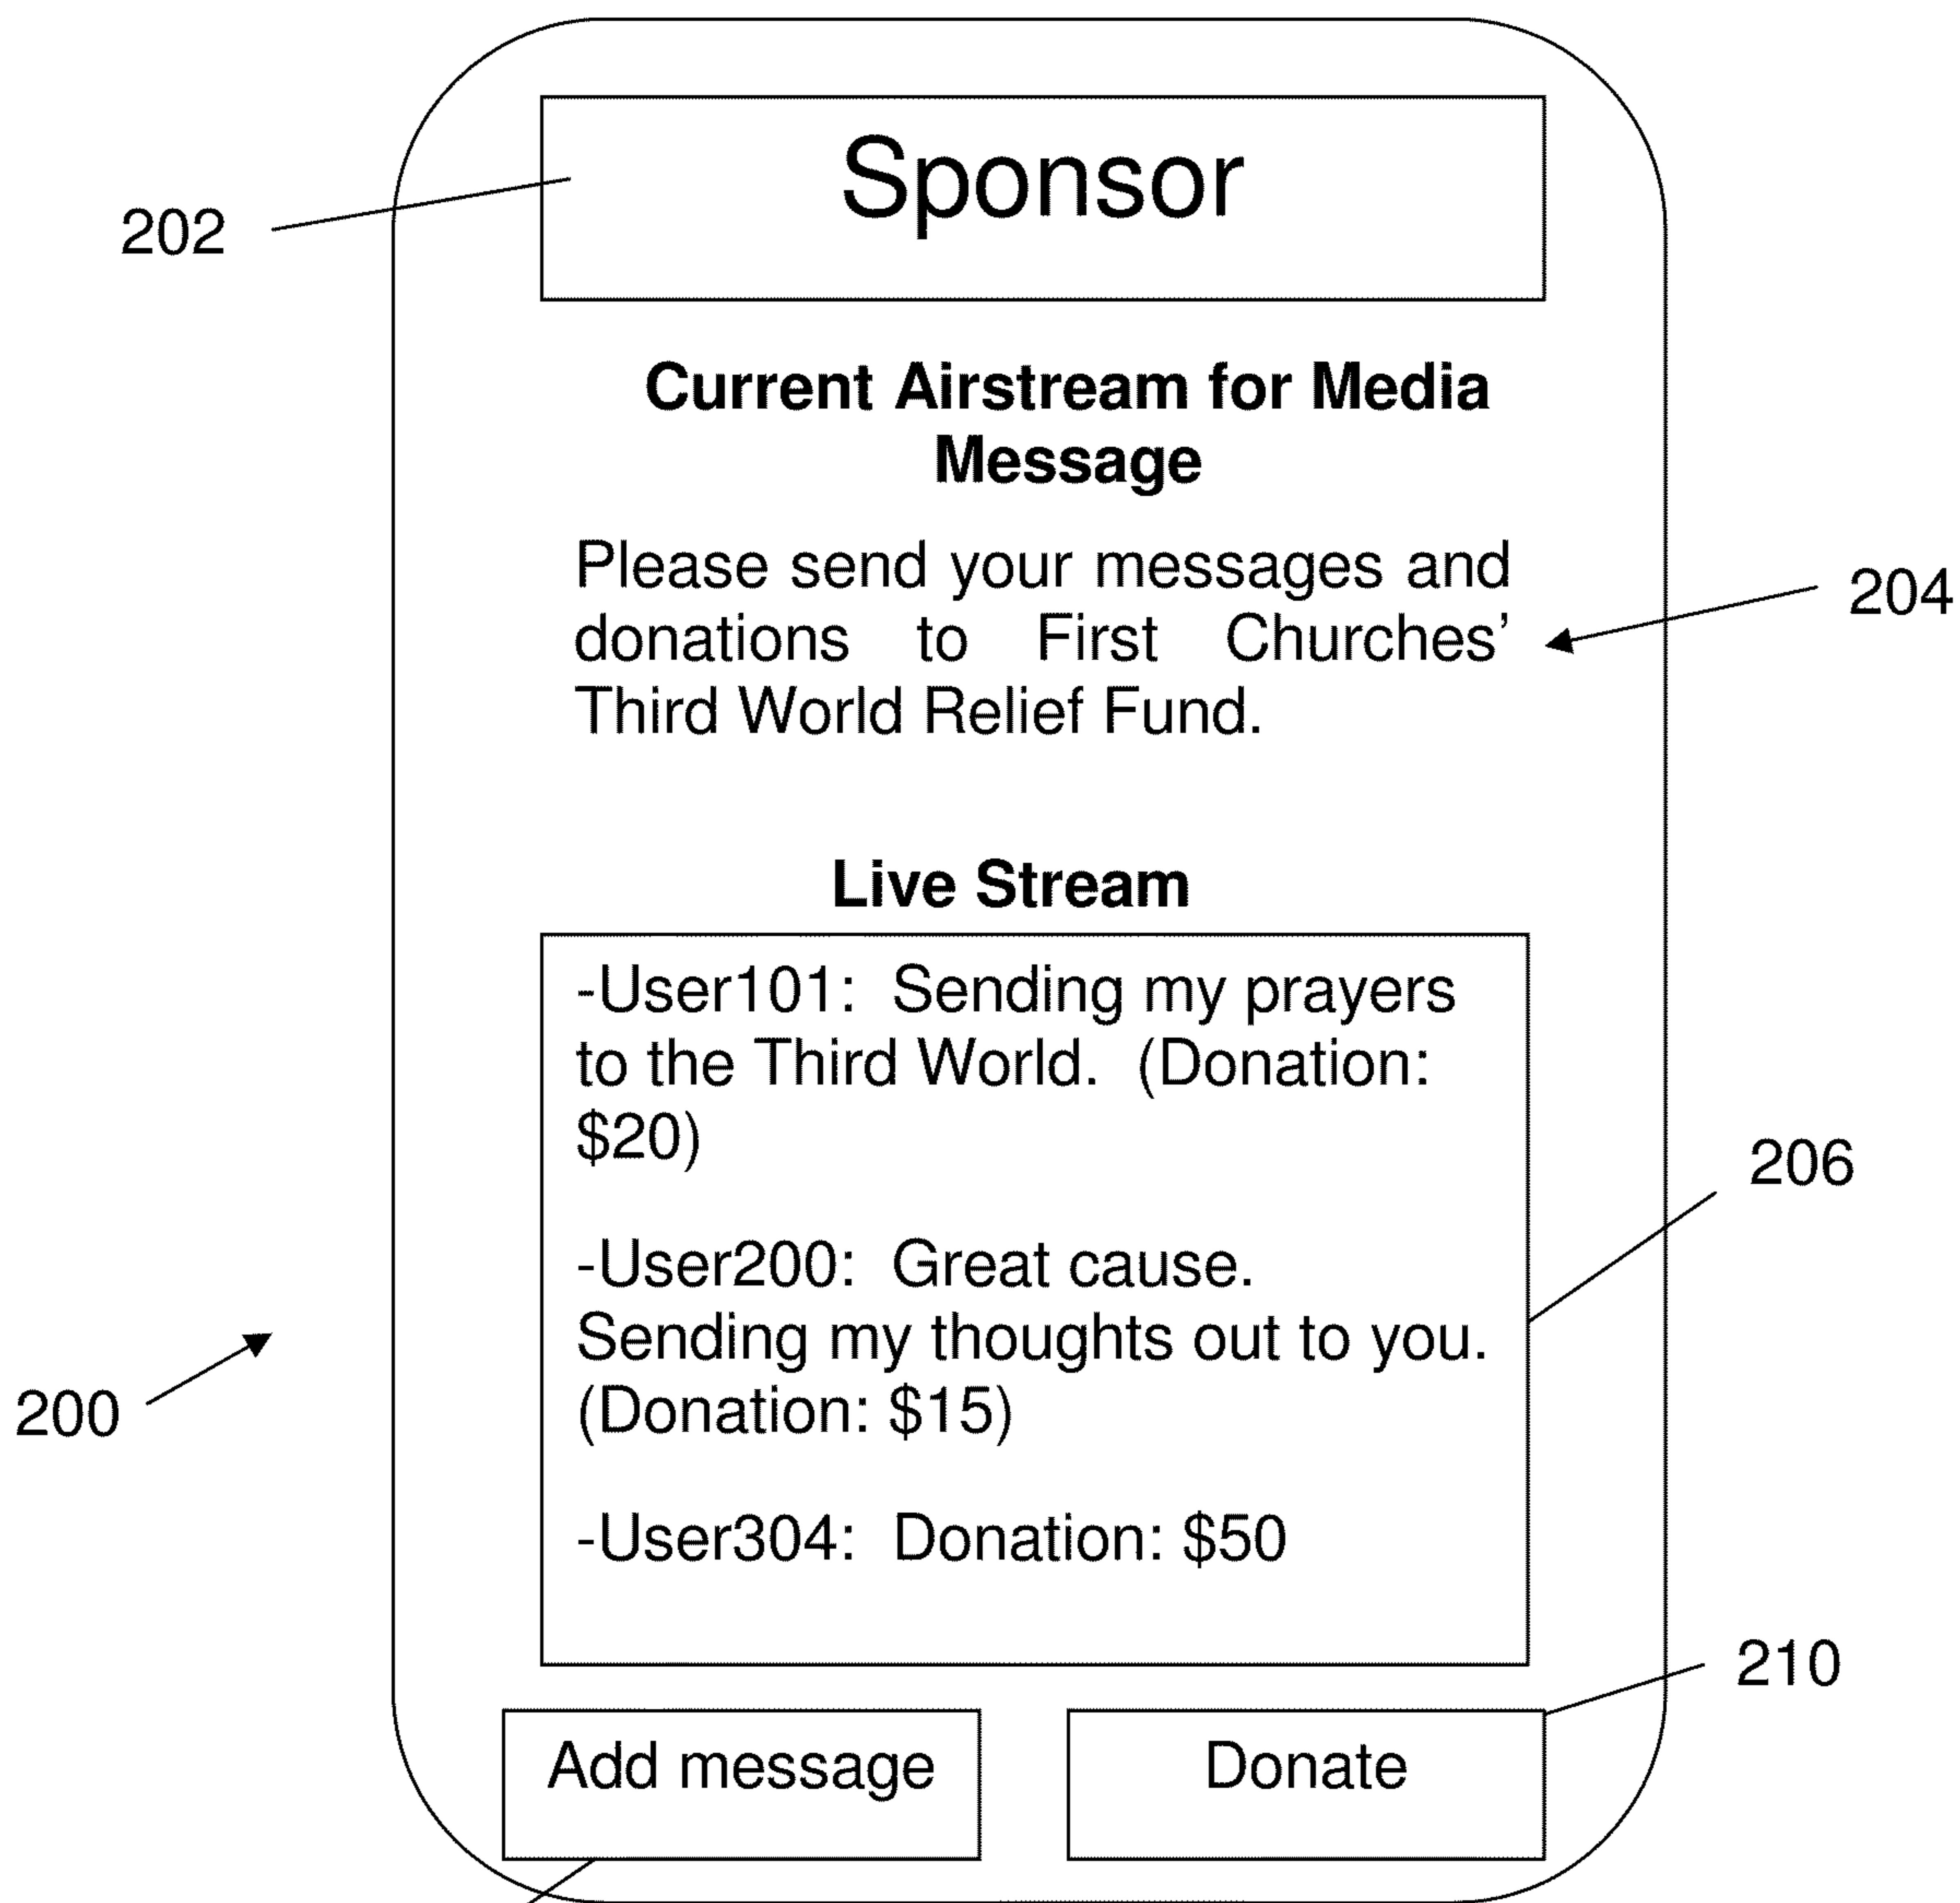 Sponsor
202
Current Airstream for Media
Message
Please send your messages and
donations to First Churches’
Third World Relief Fund.
204
Live Stream
-User101: Sending my prayers
to the Third World. (Donation:
$20)
206
-User200: Great cause.
Sending my thoughts out to you.
(Donation: $15)
200
-User304: Donation: $50
210
Add message
Donate